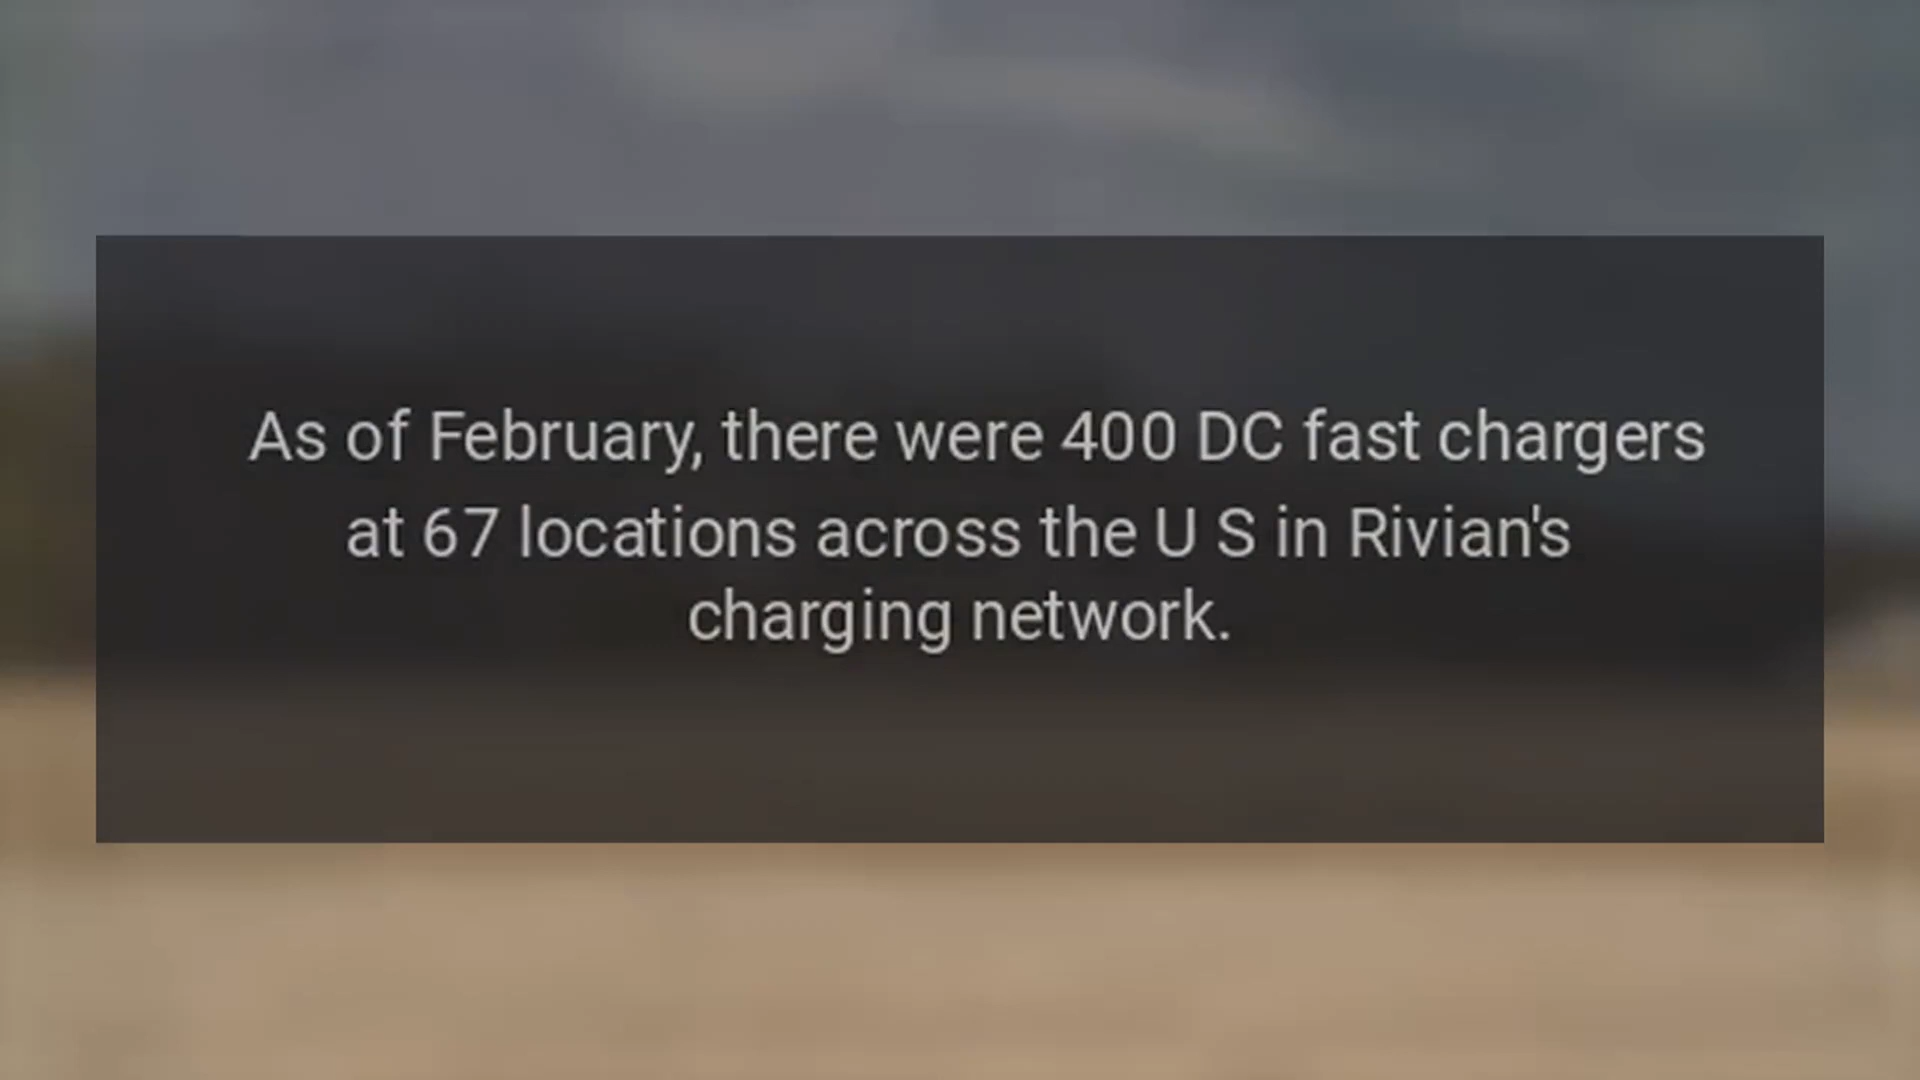 As of February, there were 400 DC fast chargers
at 67 locations across the U S in Rivian's
charging network.